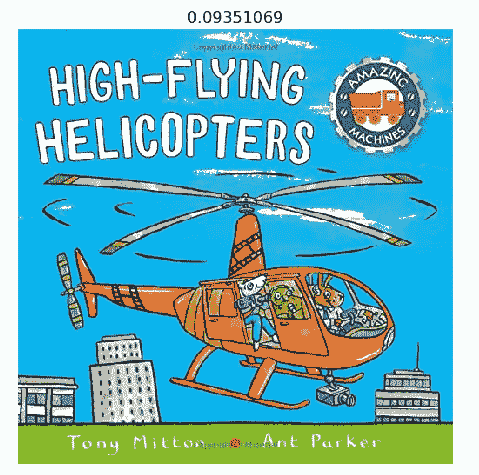 0.09351069
HIGH-FLYING
HELICOPTERS
AMAZING
MACHINES
Tony Mitton Ant Parker